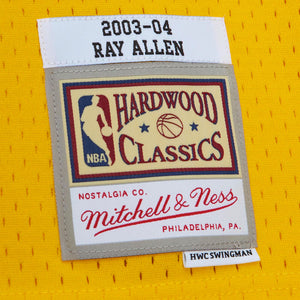 2003-04
RAY ALLEN
HARDWOOD
CLASSICS
NBA
NOSTALGIA CO.
Mitchell & Ness
PHILADELPHIA, PA.
HWC SWINGMAN